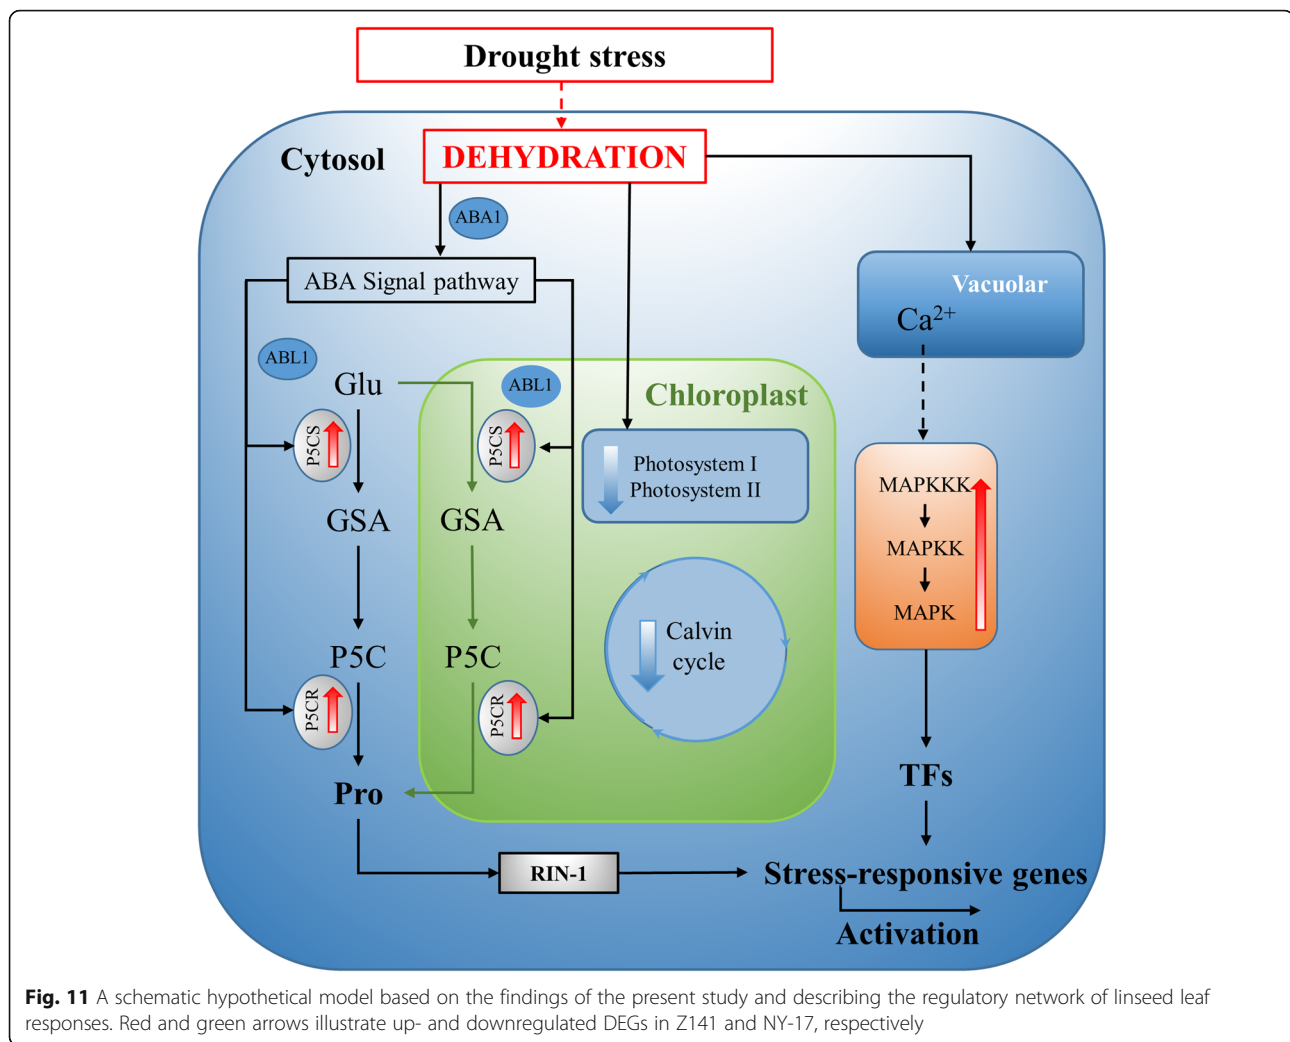 Drought stress
Cytosol
DEHYDRATION
ABA1
ABA Signal pathway
Vacuolar
Ca²⁺
ABL1
Glu
ABL1
Chloroplast
P5CS
P5CS
Photosystem I
Photosystem II
MAPKKK
MAPKK
MAPK
GSA
GSA
Calvin
cycle
P5C
P5C
P5CR
P5CR
Pro
TFs
RIN-1
Stress-responsive genes
Activation
Fig. 11 A schematic hypothetical model based on the findings of the present study and describing the regulatory network of linseed leaf
responses. Red and green arrows illustrate up- and downregulated DEGs in Z141 and NY-17, respectively